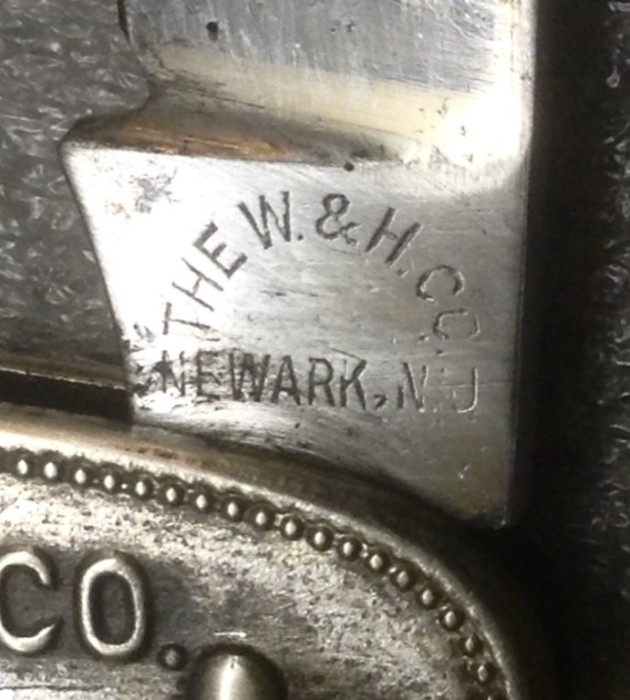 THE W. & H. CO.
NEWARK, N.J
CO.